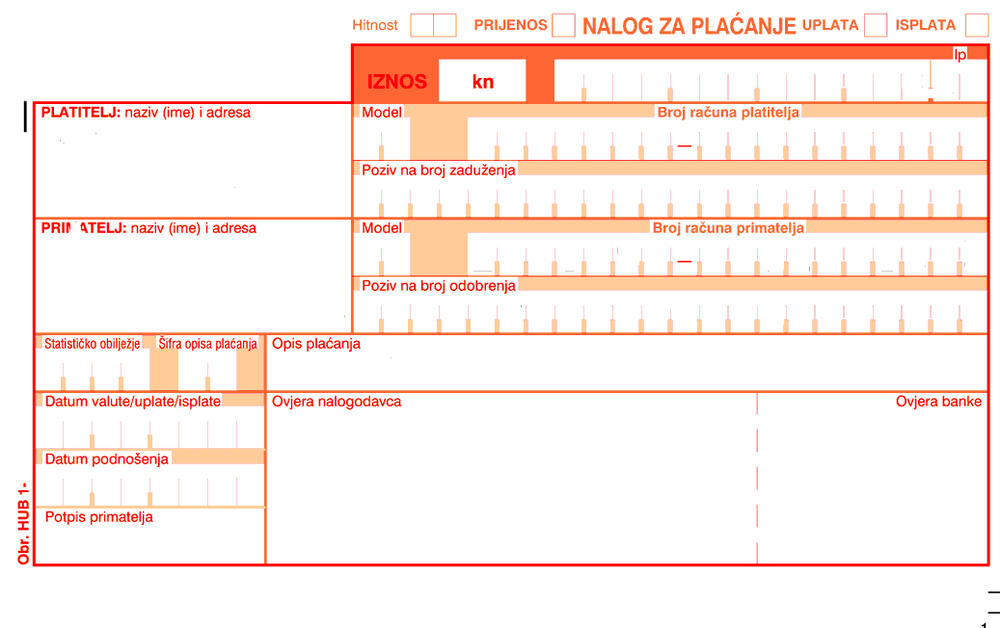 Hitnost PRIJENOS NALOG ZA PLAĆANJE UPLATA ISPLATA
lp
IZNOS kn
PLATITELJ: naziv (ime) i adresa
Model Broj računa platitelja
Poziv na broj zaduženja
PRIMATELJ: naziv (ime) i adresa
Model Broj računa primatelja
Poziv na broj odobrenja
Statističko obilježje Šifra opisa plaćanja Opis plaćanja
Datum valute/uplate/isplate Ovjera nalogodavca Ovjera banke
Datum podnošenja
Potpis primatelja
Obr. HUB 1-
1